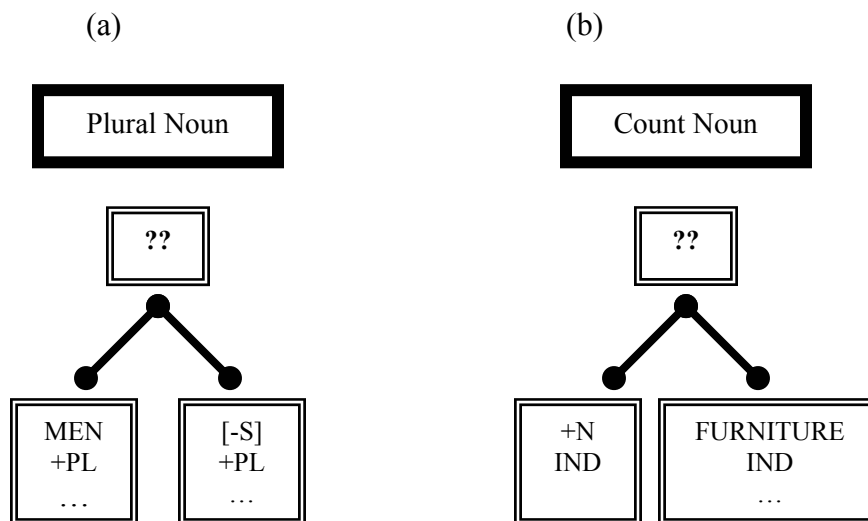 (a) (b)
Plural Noun Count Noun
?? ??
MEN [-S] +N FURNITURE
+PL +PL IND IND
… … …